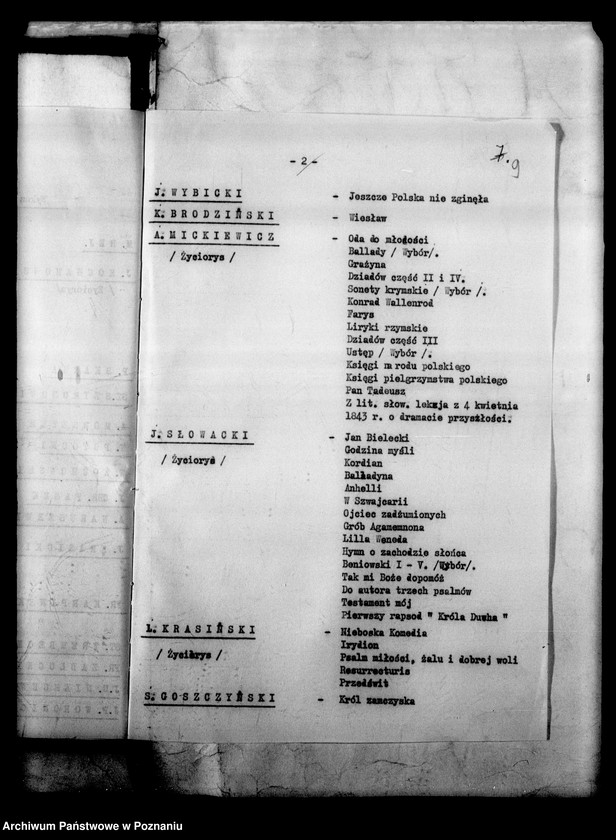 - 2 -
7. 9
J. WYBICKI - Jeszcze Polska nie zginęła
K. BRODZIŃSKI - Wiesław
A. MICKIEWICZ - Oda do młodości
/ Życiorys / Ballady / Wybór/.
Grażyna
Dziadów część II i IV.
Sonety krymskie / Wybór /.
Konrad Wallenrod
Farys
Liryki rzymskie
Dziadów część III
Ustęp / Wybór /.
Księgi narodu polskiego
Księgi pielgrzymstwa polskiego
Pan Tadeusz
Z lit. słow. lekcja z 4 kwietnia
1843 r. o dramacie przyszłości.
J. SŁOWACKI - Jan Bielecki
/ Życiorys / Godzina myśli
Kordian
Balladyna
Anhelli
W Szwajcarii
Ojciec zadżumionych
Grób Agamemnona
Lilla Weneda
Hymn o zachodzie słońca
Beniowski I - V. /Wybór/.
Tak mi Boże dopomóż
Do autora trzech psalmów
Testament mój
Pierwszy rapsod " Króla Ducha "
KRASIŃSKI - Nieboska Komedia
/ Życiorys / Irydion
Psalm miłości, żalu i dobrej woli
Resurrecturis
Przedświt
S. GOSZCZYŃSKI - Król zamczyska
Archiwum Państwowe w Poznaniu